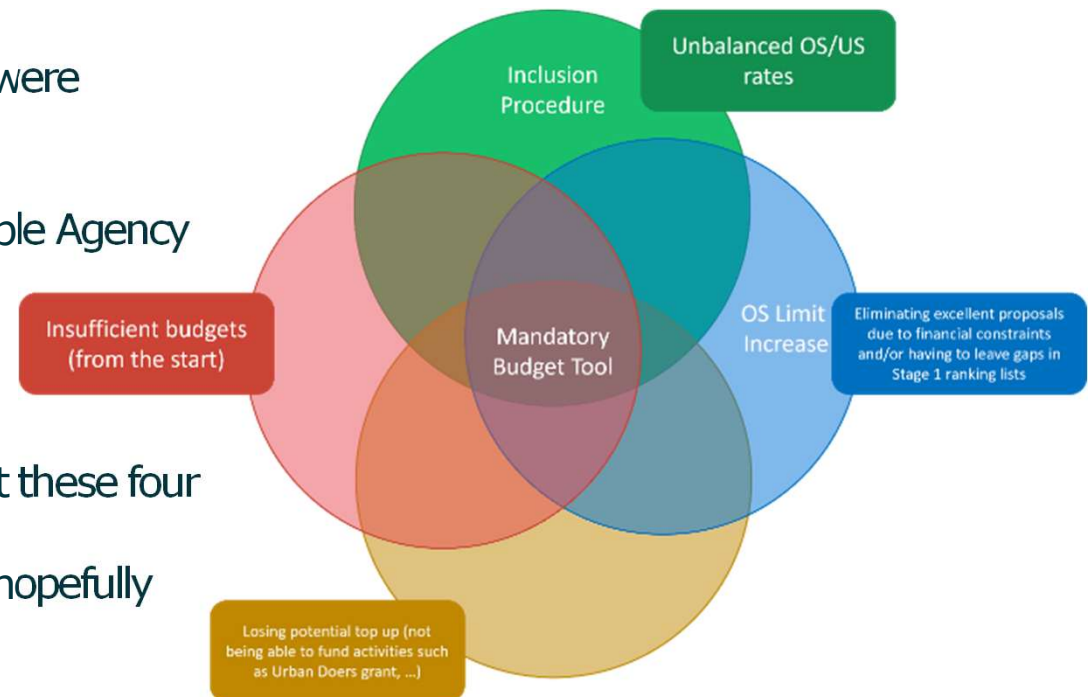 were
ple Agency
t these four
hopefully
Inclusion
Procedure
Unbalanced OS/US
rates
Insufficient budgets
(from the start)
Mandatory
Budget Tool
OS Limit
Increase
Eliminating excellent proposals
due to financial constraints
and/or having to leave gaps in
Stage 1 ranking lists
Losing potential top up (not
being able to fund activities such
as Urban Doers grant, ...)